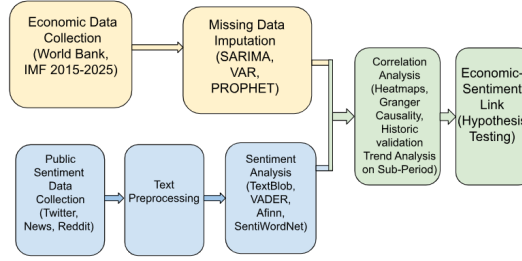 Economic Data
Collection
(World Bank,
IMF 2015-2025)
Missing Data
Imputation
(SARIMA,
VAR,
PROPHET)
Public
Sentiment
Data
Collection
(Twitter,
News, Reddit)
Text
Preprocessing
Sentiment
Analysis
(TextBlob,
VADER,
Afinn,
SentiWordNet)
Correlation
Analysis
(Heatmaps,
Granger
Causality,
Historic
validation
Trend Analysis
on Sub-Period)
Economic-
Sentiment
Link
(Hypothesis
Testing)